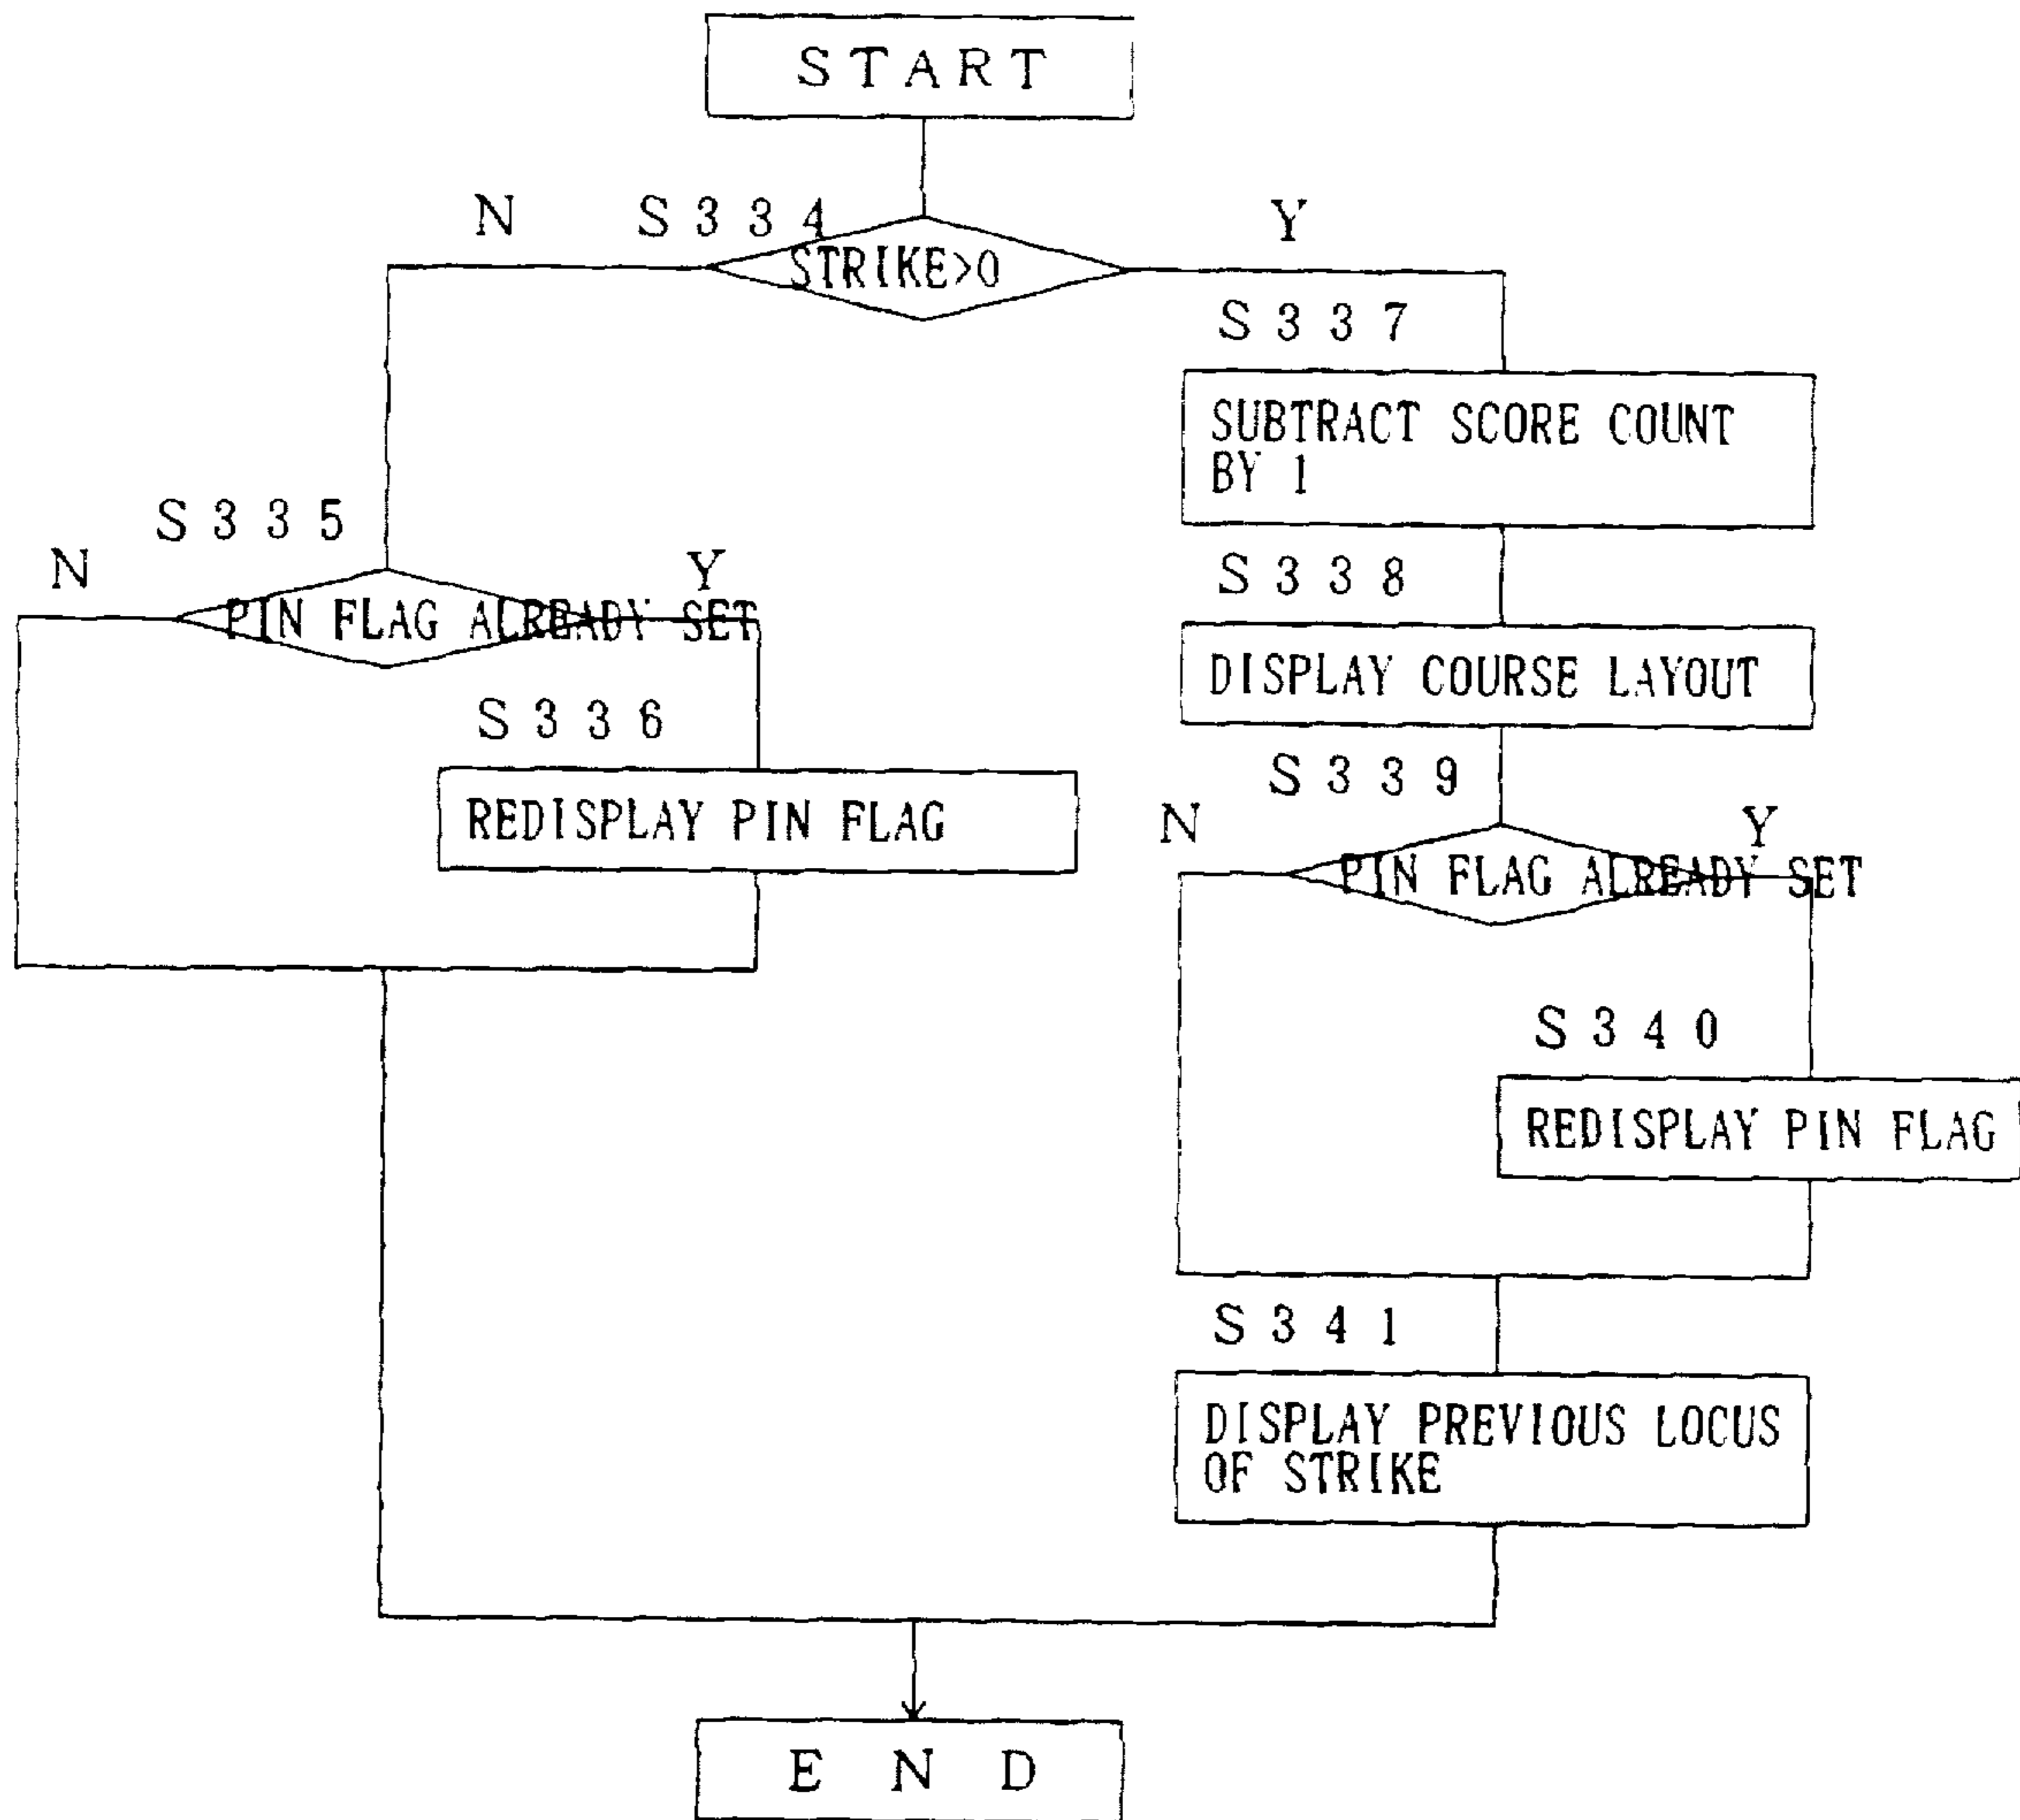 START
N
S334
Y
STRIKE>0
S337
SUBTRACT SCORE COUNT
BY 1
S335
N
Y
PIN FLAG ALREADY SET
S338
DISPLAY COURSE LAYOUT
S336
REDISPLAY PIN FLAG
S339
N
Y
PIN FLAG ALREADY SET
S340
REDISPLAY PIN FLAG
S341
DISPLAY PREVIOUS LOCUS
OF STRIKE
END